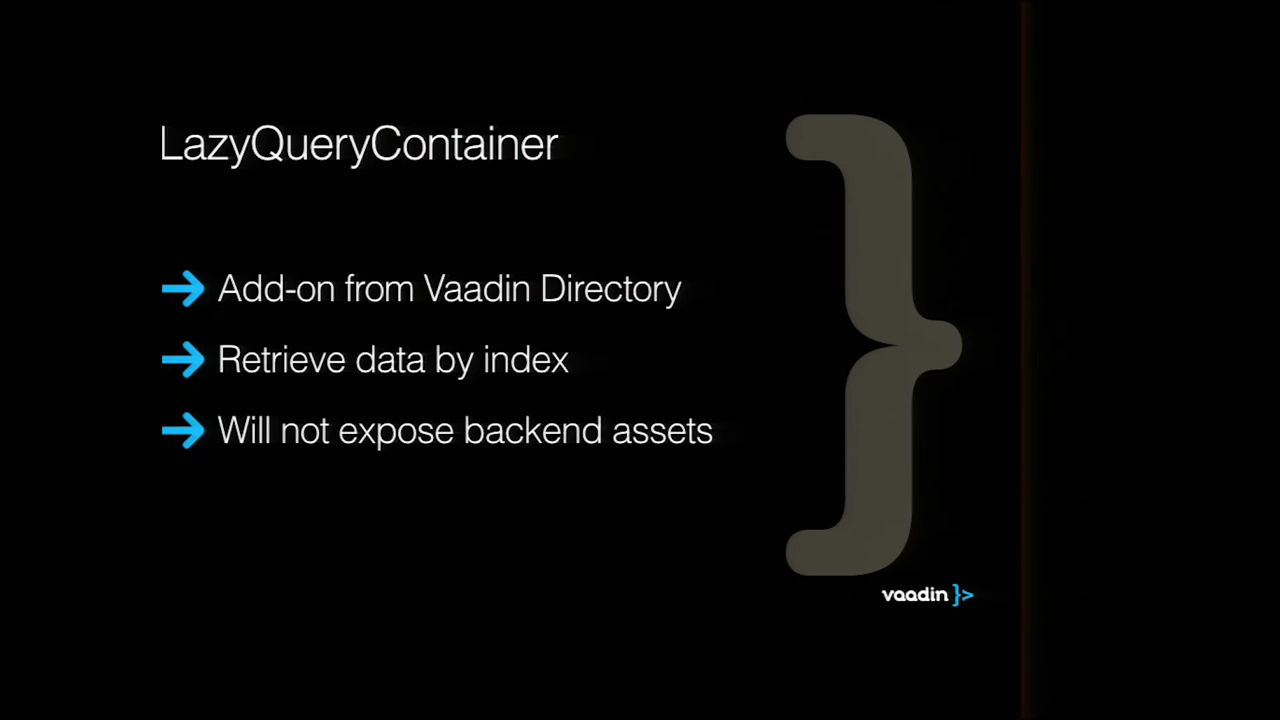 LazyQueryContainer
Add-on from Vaadin Directory
Retrieve data by index
Will not expose backend assets
vaadin }>